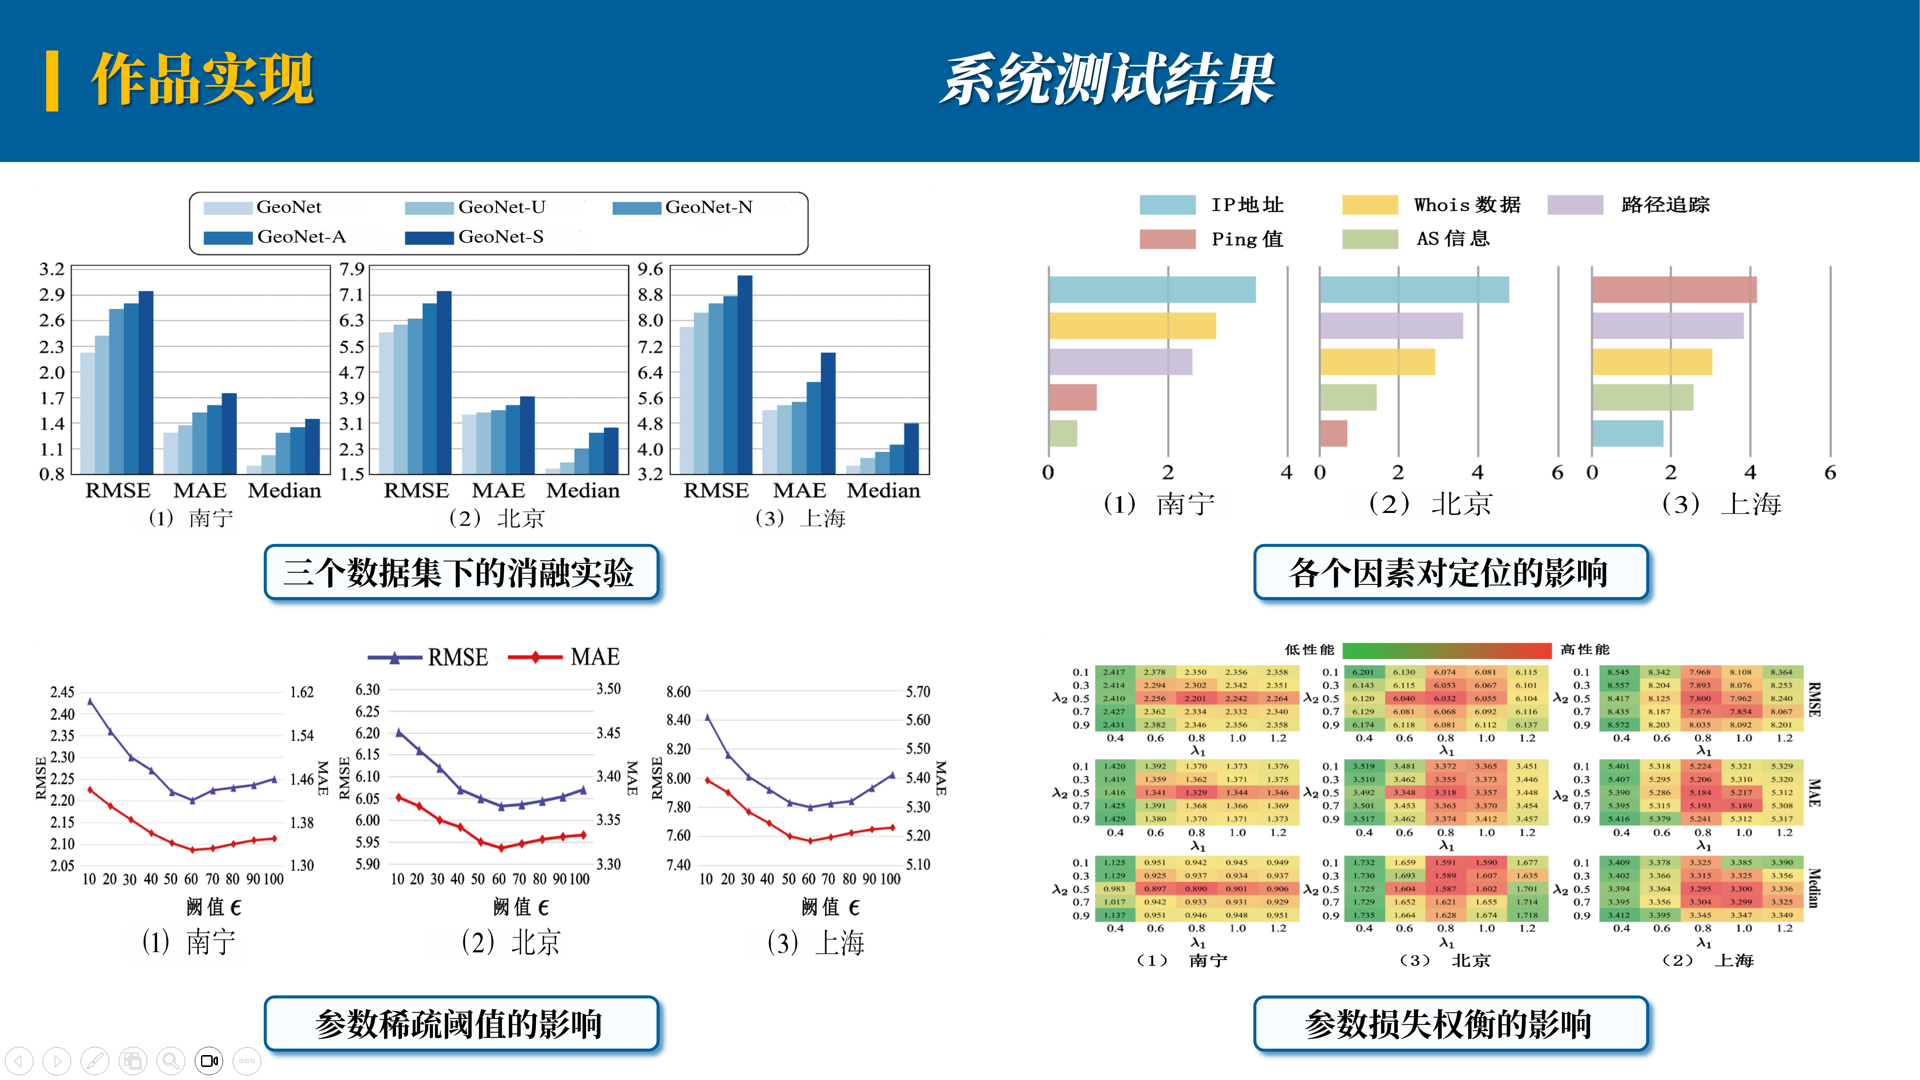 作品实现
系统测试结果
GeoNet GeoNet-U GeoNet-N
GeoNet-A GeoNet-S
3.2
2.9
2.6
2.3
2.0
1.7
1.4
1.1
0.8
RMSE MAE Median
(1) 南宁
7.9
7.1
6.3
5.5
4.7
3.9
3.1
2.3
1.5
RMSE MAE Median
(2) 北京
9.6
8.8
8.0
7.2
6.4
5.6
4.8
4.0
3.2
RMSE MAE Median
(3) 上海
三个数据集下的消融实验
IP地址 Whois数据 路径追踪
Ping值 AS信息
0 2 4
(1) 南宁
0 2 4 6
(2) 北京
0 2 4 6
(3) 上海
各个因素对定位的影响
RMSE MAE
2.45 1.62
2.40
2.35 1.54
2.30
2.25 1.46
2.20
2.15 1.38
2.10
2.05 1.30
RMSE MAE
10 20 30 40 50 60 70 80 90 100
阙值 ϵ
(1) 南宁
6.30 3.50
6.25
6.20 3.45
6.15
6.10 3.40
6.05
6.00 3.35
5.95
5.90 3.30
RMSE MAE
10 20 30 40 50 60 70 80 90 100
阙值 ϵ
(2) 北京
8.60 5.70
8.40 5.60
8.20 5.50
8.00 5.40
7.80 5.30
7.60 5.20
7.40 5.10
RMSE MAE
10 20 30 40 50 60 70 80 90 100
阙值 ϵ
(3) 上海
参数稀疏阈值的影响
低性能 高性能
0.1 2.417 2.378 2.350 2.356 2.358
0.3 2.414 2.294 2.302 2.342 2.351
λ2 0.5 2.410 2.256 2.201 2.242 2.264
0.7 2.427 2.362 2.334 2.332 2.340
0.9 2.431 2.382 2.346 2.356 2.358
0.4 0.6 0.8 1.0 1.2
λ1
0.1 6.201 6.130 6.074 6.081 6.115
0.3 6.143 6.115 6.053 6.067 6.101
λ2 0.5 6.120 6.040 6.032 6.055 6.104
0.7 6.129 6.081 6.068 6.092 6.116
0.9 6.174 6.118 6.081 6.112 6.137
0.4 0.6 0.8 1.0 1.2
λ1
0.1 8.545 8.342 7.968 8.108 8.364
0.3 8.557 8.204 7.893 8.076 8.253
λ2 0.5 8.417 8.125 7.800 7.962 8.240
0.7 8.435 8.187 7.876 7.854 8.067
0.9 8.572 8.203 8.035 8.092 8.201
0.4 0.6 0.8 1.0 1.2
λ1
RMSE
0.1 1.420 1.392 1.370 1.373 1.376
0.3 1.419 1.359 1.362 1.371 1.375
λ2 0.5 1.416 1.341 1.329 1.344 1.346
0.7 1.425 1.391 1.368 1.366 1.369
0.9 1.429 1.380 1.370 1.371 1.373
0.4 0.6 0.8 1.0 1.2
λ1
0.1 3.519 3.481 3.372 3.365 3.451
0.3 3.510 3.462 3.355 3.373 3.446
λ2 0.5 3.492 3.348 3.318 3.357 3.448
0.7 3.501 3.453 3.363 3.370 3.454
0.9 3.517 3.462 3.374 3.412 3.457
0.4 0.6 0.8 1.0 1.2
λ1
0.1 5.401 5.318 5.224 5.321 5.329
0.3 5.407 5.295 5.206 5.310 5.320
λ2 0.5 5.390 5.286 5.184 5.217 5.312
0.7 5.395 5.315 5.193 5.189 5.308
0.9 5.416 5.379 5.241 5.312 5.317
0.4 0.6 0.8 1.0 1.2
λ1
MAE
0.1 1.125 0.951 0.942 0.945 0.949
0.3 1.129 0.925 0.937 0.934 0.937
λ2 0.5 0.983 0.897 0.890 0.901 0.906
0.7 1.017 0.942 0.933 0.931 0.929
0.9 1.137 0.951 0.946 0.948 0.951
0.4 0.6 0.8 1.0 1.2
λ1
(1) 南宁
0.1 1.732 1.659 1.591 1.590 1.677
0.3 1.730 1.693 1.589 1.607 1.635
λ2 0.5 1.725 1.604 1.587 1.602 1.701
0.7 1.729 1.652 1.621 1.655 1.714
0.9 1.735 1.664 1.628 1.674 1.718
0.4 0.6 0.8 1.0 1.2
λ1
(3) 北京
0.1 3.409 3.378 3.325 3.385 3.390
0.3 3.402 3.366 3.315 3.325 3.356
λ2 0.5 3.394 3.364 3.295 3.300 3.336
0.7 3.395 3.356 3.304 3.299 3.325
0.9 3.412 3.395 3.345 3.347 3.349
0.4 0.6 0.8 1.0 1.2
λ1
(2) 上海
Median
参数损失权衡的影响